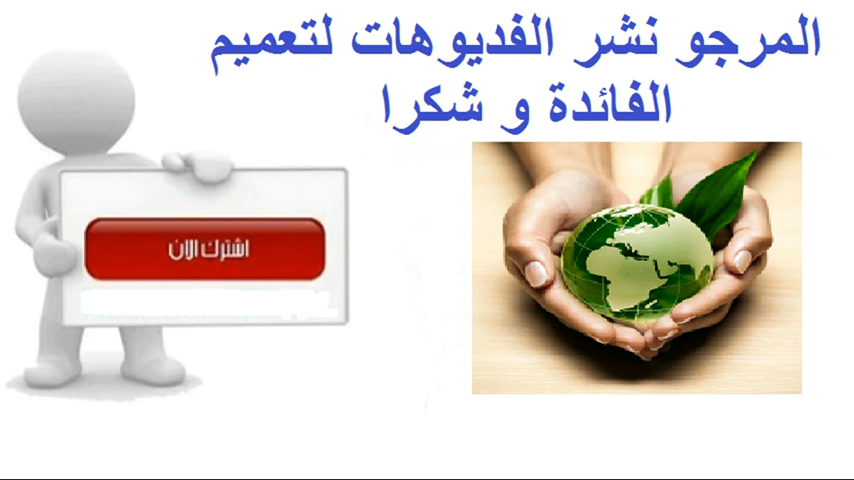 المرجو نشر الفديوهات لتعميم
الفائدة و شكرا
اشترك الان